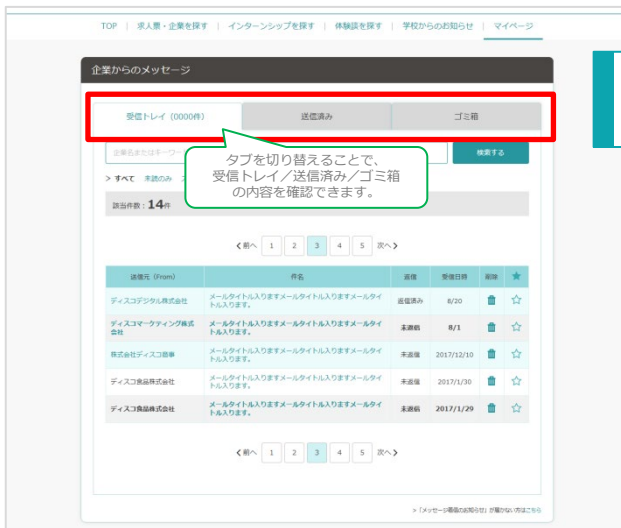 TOP | 求人票・企業を探す | インターンシップを探す | 体験談を探す | 学校からのお知らせ | マイページ
企業からのメッセージ
受信トレイ(0000件) 送信済み ゴミ箱
企業名またはキーワー 検索する
タブを切り替えることで、
受信トレイ/送信済み/ゴミ箱
の内容を確認できます。
> すべて 未読のみ
該当件数:14件
<前へ 1 2 3 4 5 次へ>
送信元 (From) 件名 返信 受信日時 削除 ★
ディスコデジタル株式会社 メールタイトル入りますメールタイトル入りますメールタイ
トル入ります。 返信済み 8/20
ディスコマーケティング株式
会社 メールタイトル入りますメールタイトル入りますメールタイ
トル入ります。 未返信 8/1
株式会社ディスコ商事 メールタイトル入りますメールタイトル入りますメールタイ
トル入ります。 未返信 2017/12/10
ディスコ食品株式会社 メールタイトル入りますメールタイトル入りますメールタイ
トル入ります。 未返信 2017/1/30
ディスコ食品株式会社 メールタイトル入りますメールタイトル入りますメールタイ
トル入ります。 未返信 2017/1/29
<前へ 1 2 3 4 5 次へ>
>「メッセージ着信のお知らせ」が届かない方はこちら